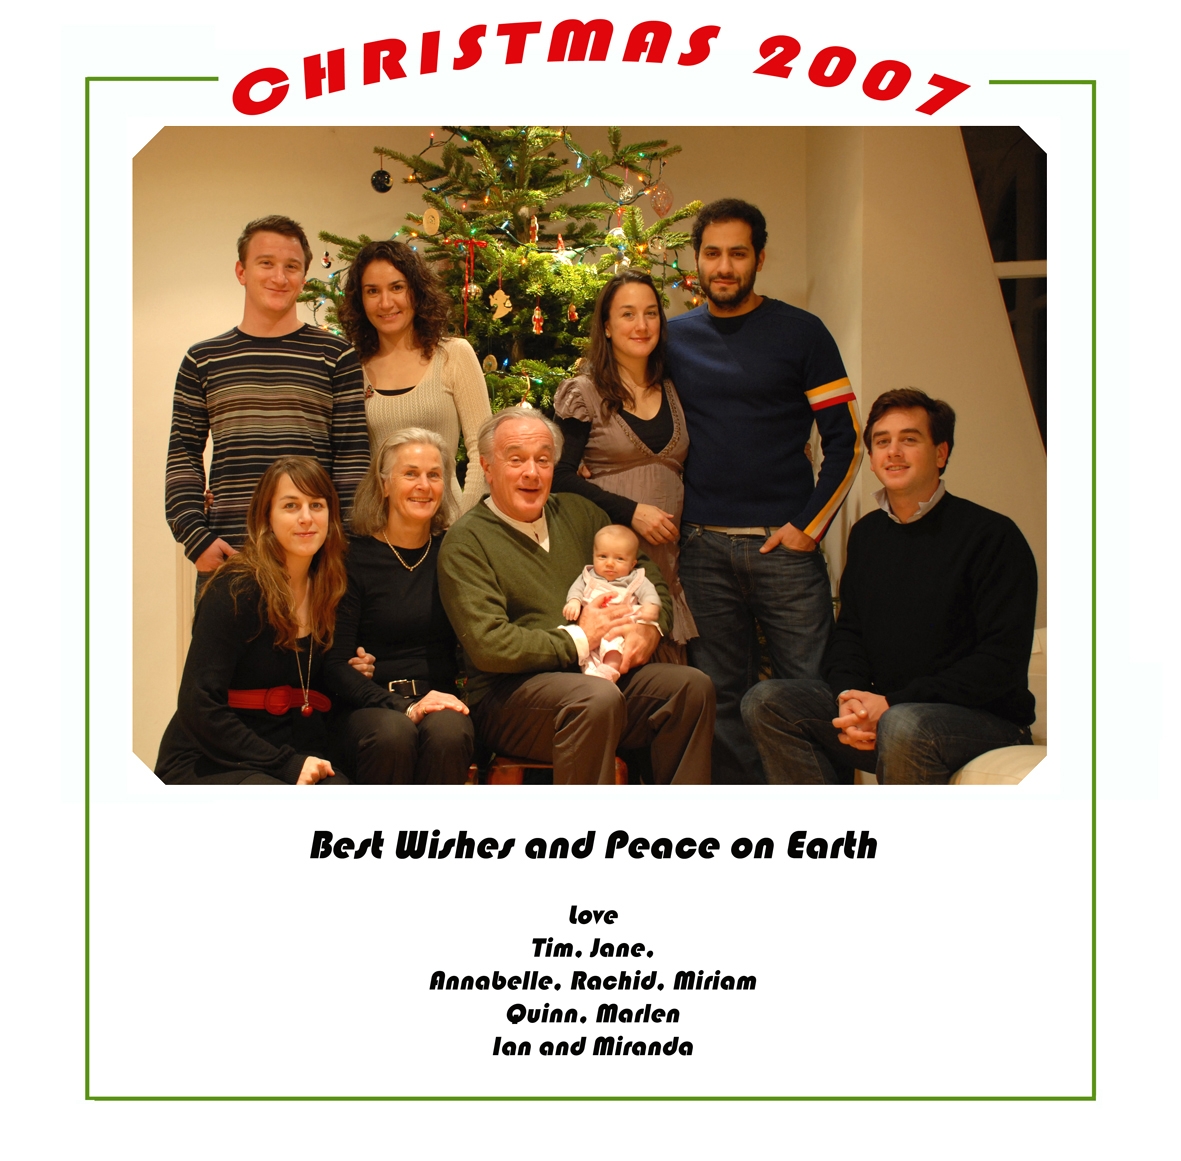 CHRISTMAS 2007
Best Wishes and Peace on Earth
Love
Tim, Jane,
Annabelle, Rachid, Miriam
Quinn, Marlen
Ian and Miranda